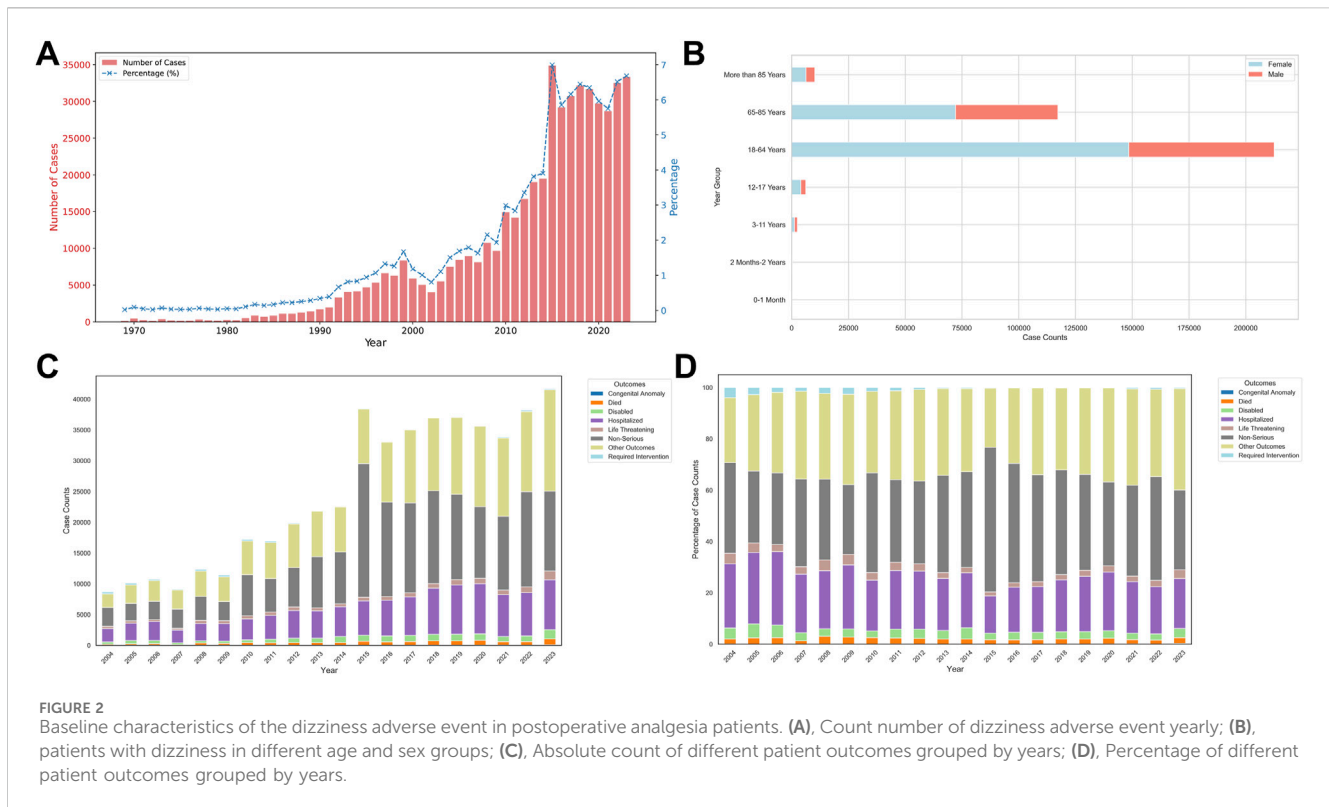 A
Number of Cases
Percentage (%)
35000
30000
25000
20000
15000
10000
5000
0
Number of Cases
7
6
5
4
3
2
1
0
Percentage
1970 1980 1990 2000 2010 2020
Year
B
Female
Male
More than 85 Years
65-85 Years
18-64 Years
12-17 Years
3-11 Years
2 Months-2 Years
0-1 Month
Year Group
0 25000 50000 75000 100000 125000 150000 175000 200000
Case Counts
C
40000
35000
30000
25000
20000
15000
10000
5000
0
Case Counts
2004 2005 2006 2007 2008 2009 2010 2011 2012 2013 2014 2015 2016 2017 2018 2019 2020 2021 2022 2023
Year
Outcomes
Congenital Anomaly
Died
Disabled
Hospitalized
Life Threatening
Non-Serious
Other Outcomes
Required Intervention
D
100
80
60
40
20
0
Percentage of Case Counts
2004 2005 2006 2007 2008 2009 2010 2011 2012 2013 2014 2015 2016 2017 2018 2019 2020 2021 2022 2023
Year
Outcomes
Congenital Anomaly
Died
Disabled
Hospitalized
Life Threatening
Non-Serious
Other Outcomes
Required Intervention
FIGURE 2
Baseline characteristics of the dizziness adverse event in postoperative analgesia patients. (A), Count number of dizziness adverse event yearly; (B),
patients with dizziness in different age and sex groups; (C), Absolute count of different patient outcomes grouped by years; (D), Percentage of different
patient outcomes grouped by years.